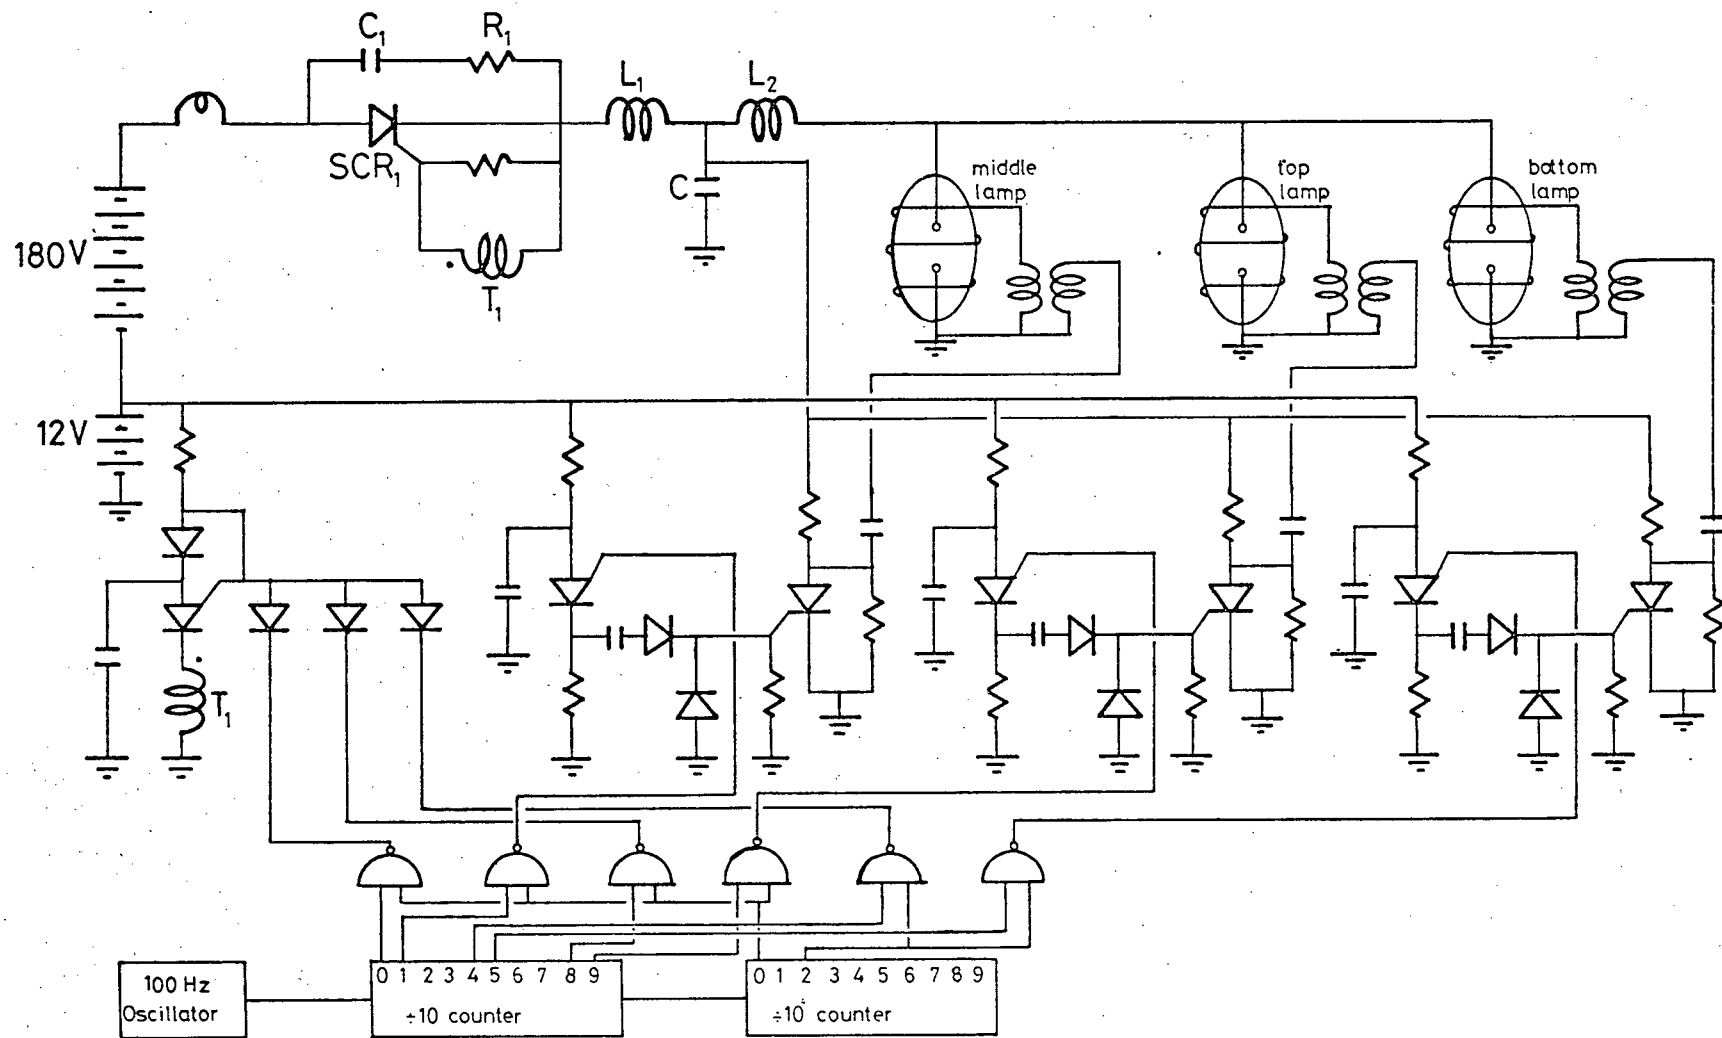 C₁
R₁
L₁
L₂
SCR₁
C
middle
lamp
top
lamp
bottom
lamp
180V
T₁
12V
T₁
0 1 2 3 4 5 6 7 8 9
0 1 2 3 4 5 6 7 8 9
100 Hz
Oscillator
÷10 counter
÷10 counter